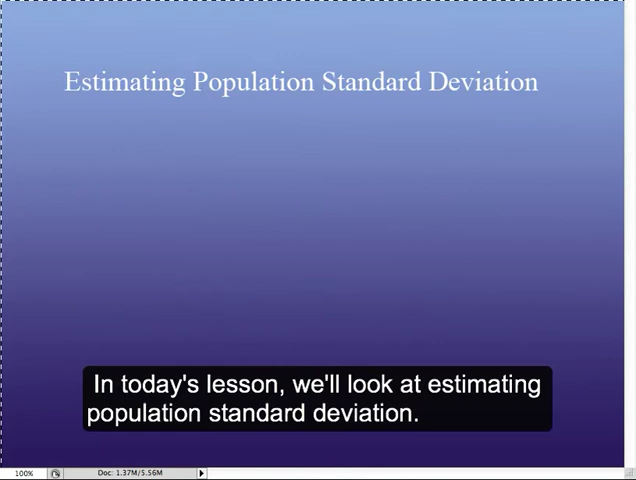 Estimating Population Standard Deviation
In today's lesson, we'll look at estimating
population standard deviation.
100%
Doc: 1.37M/5.56M